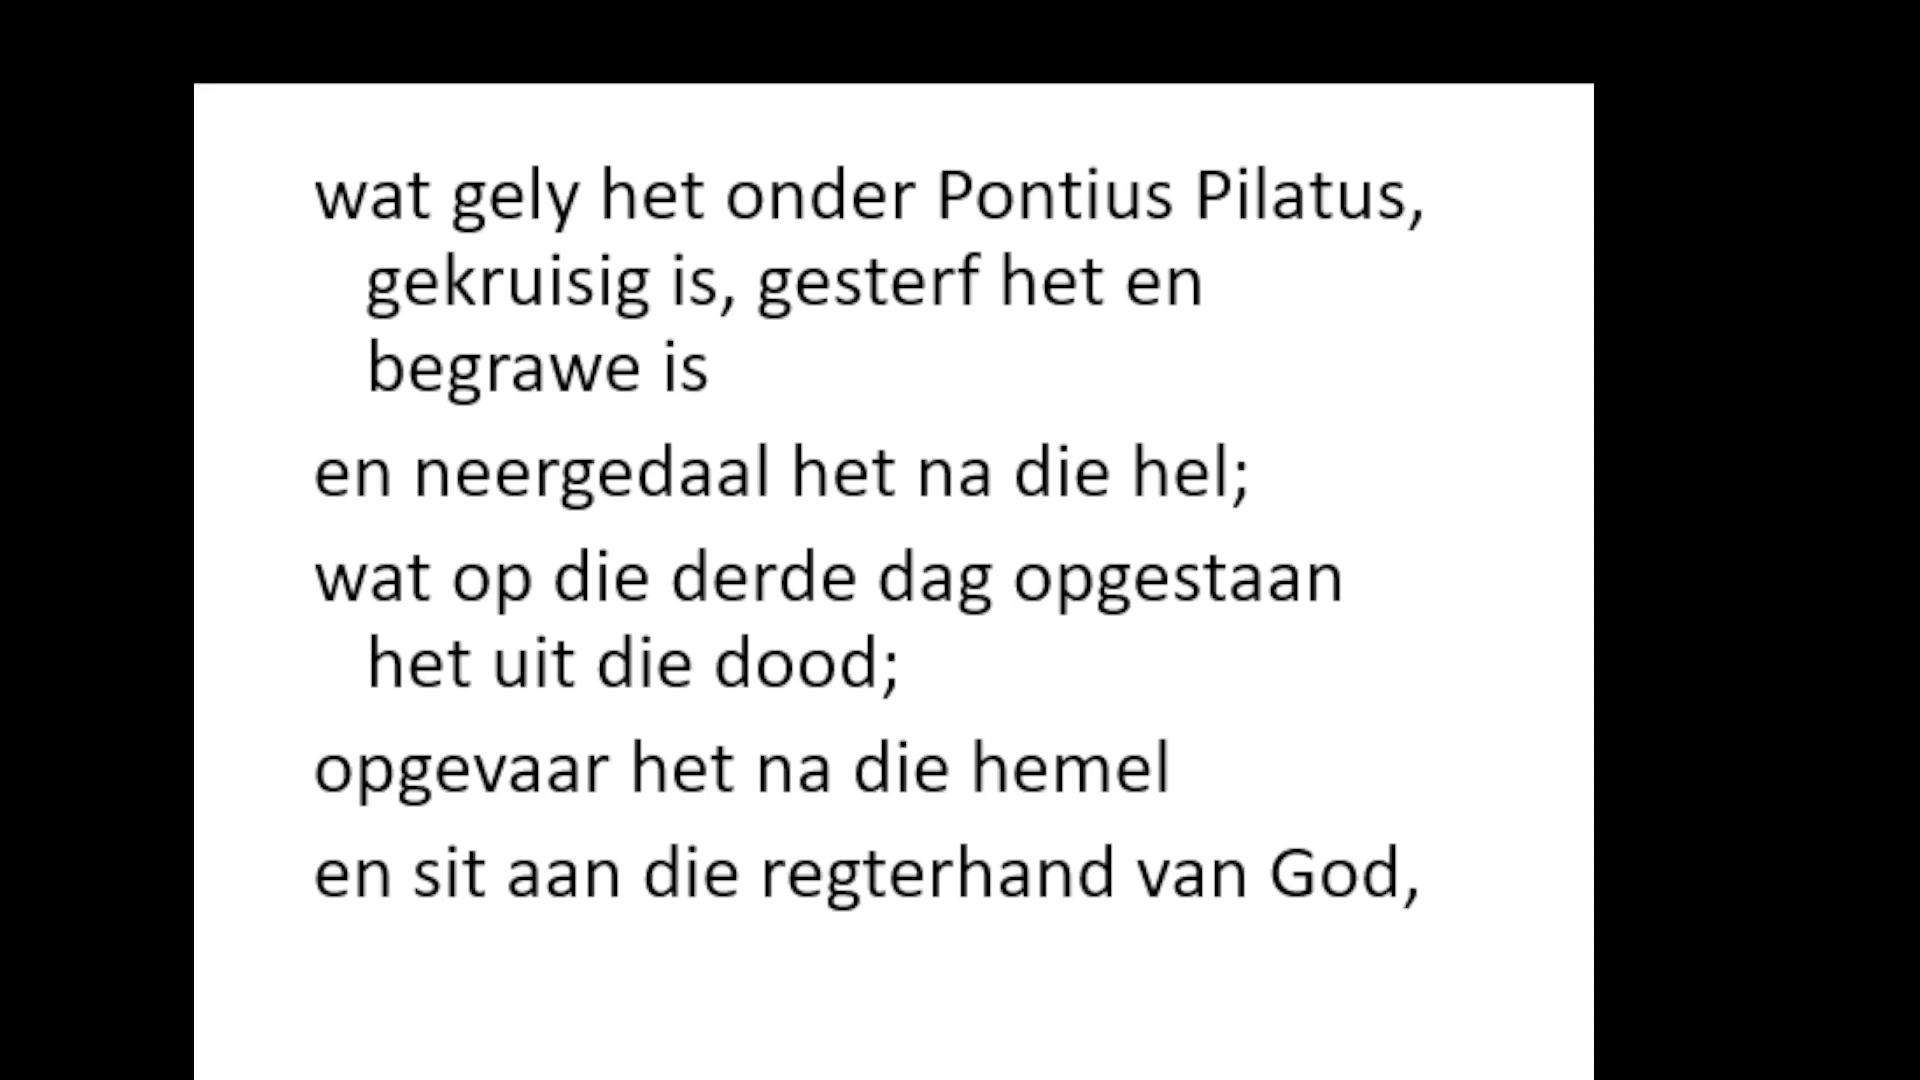 wat gely het onder Pontius Pilatus,
gekruisig is, gesterf het en
begrawe is
en neergedaal het na die hel;
wat op die derde dag opgestaan
het uit die dood;
opgevaar het na die hemel
en sit aan die regterhand van God,